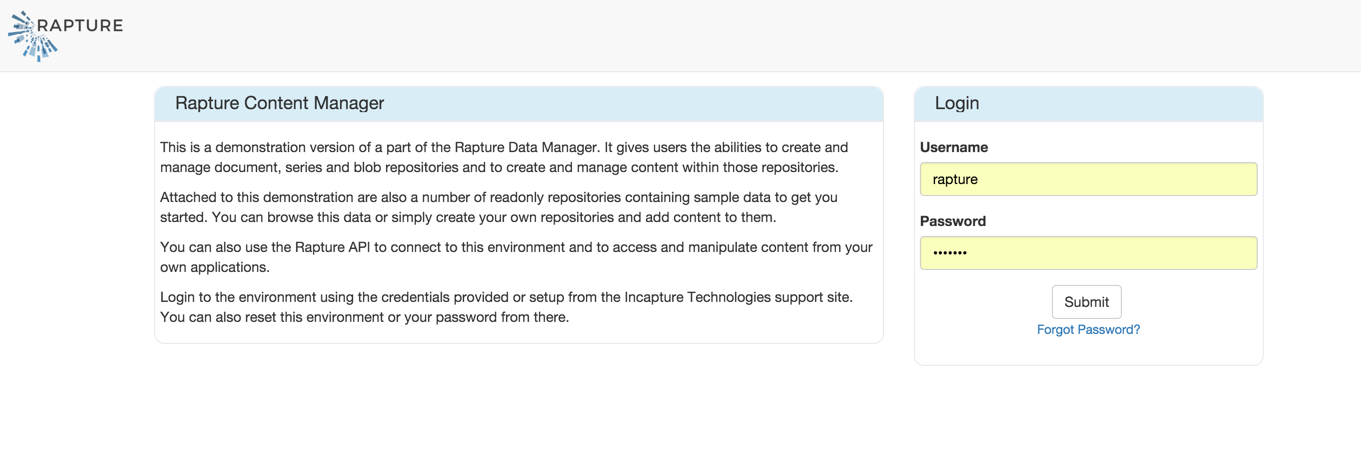 RAPTURE
Rapture Content Manager
This is a demonstration version of a part of the Rapture Data Manager. It gives users the abilities to create and
manage document, series and blob repositories and to create and manage content within those repositories.
Attached to this demonstration are also a number of readonly repositories containing sample data to get you
started. You can browse this data or simply create your own repositories and add content to them.
You can also use the Rapture API to connect to this environment and to access and manipulate content from your
own applications.
Login to the environment using the credentials provided or setup from the Incapture Technologies support site.
You can also reset this environment or your password from there.
Login
Username
rapture
Password
•••••••
Submit
Forgot Password?